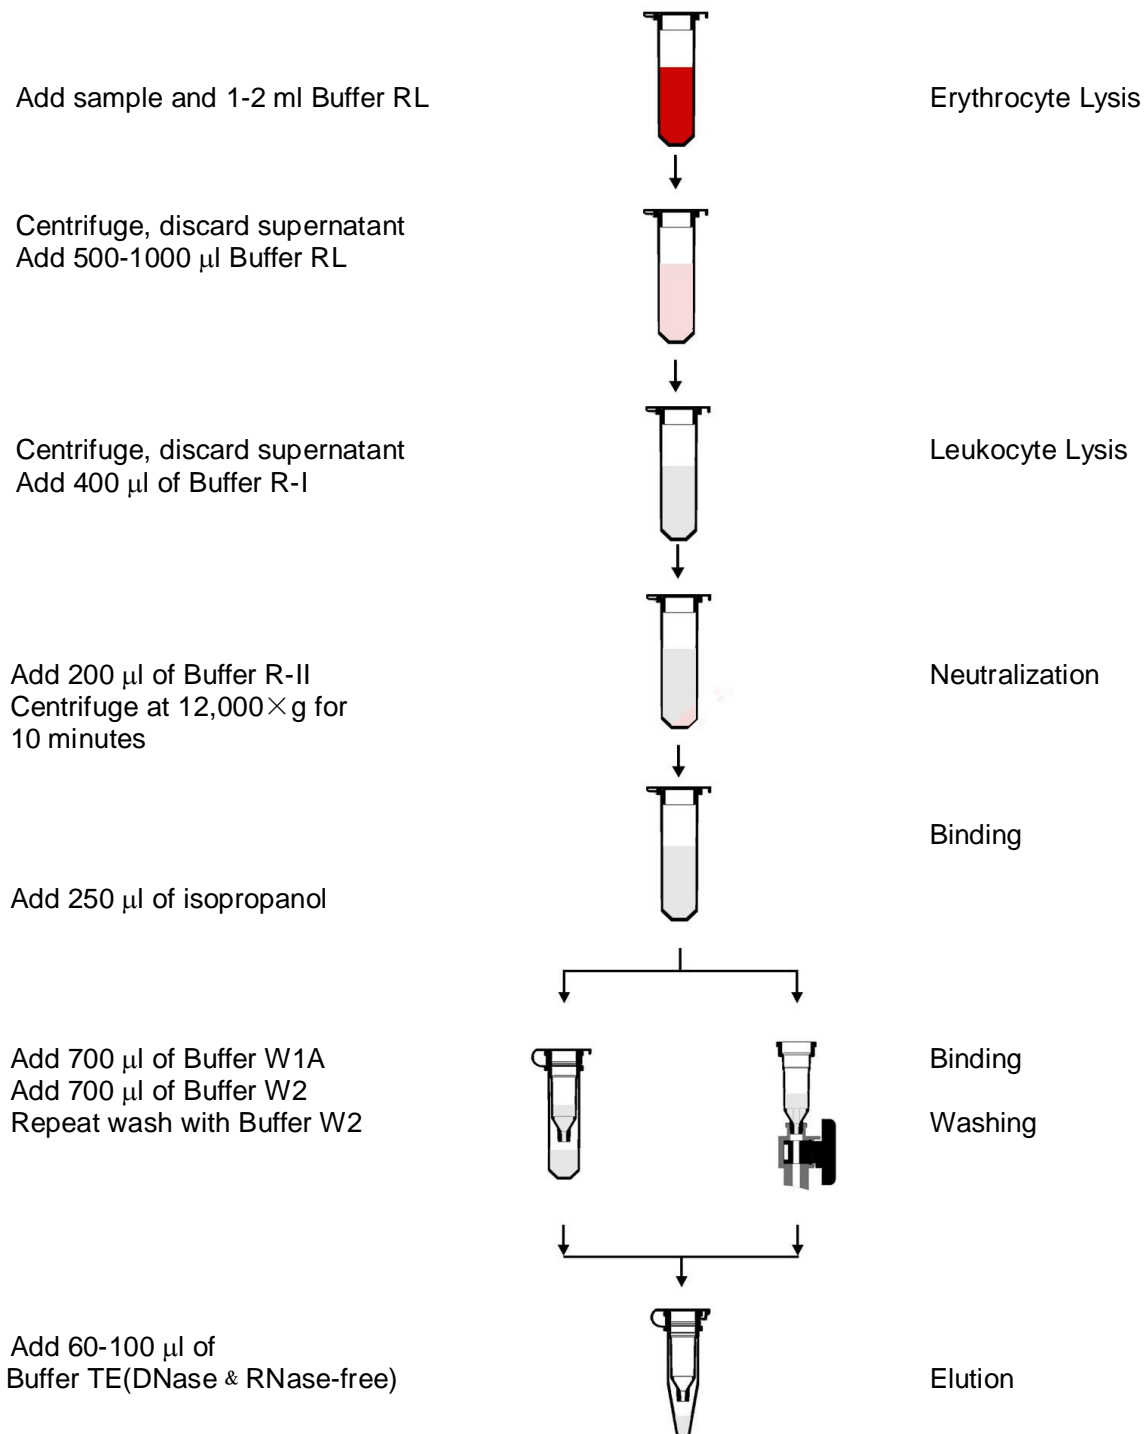 Add sample and 1-2 ml Buffer RL
Erythrocyte Lysis
Centrifuge, discard supernatant
Add 500-1000 μl Buffer RL
Centrifuge, discard supernatant
Add 400 μl of Buffer R-I
Leukocyte Lysis
Add 200 μl of Buffer R-II
Centrifuge at 12,000×g for
10 minutes
Neutralization
Binding
Add 250 μl of isopropanol
Add 700 μl of Buffer W1A
Add 700 μl of Buffer W2
Repeat wash with Buffer W2
Binding
Washing
Add 60-100 μl of
Buffer TE(DNase & RNase-free)
Elution